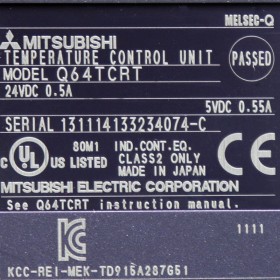 MELSEC-Q
MITSUBISHI
TEMPERATURE CONTROL UNIT
PASSED
MODEL Q64TCRT
24VDC 0.5A
5VDC 0.55A
SERIAL 131114133234074-C
80M1 IND.CONT.EQ.
C UL US LISTED CLASS2 ONLY
MADE IN JAPAN
MITSUBISHI ELECTRIC CORPORATION
See Q64TCRT instruction manual.
1111
KCC-REI-MEK-TD915A287G51